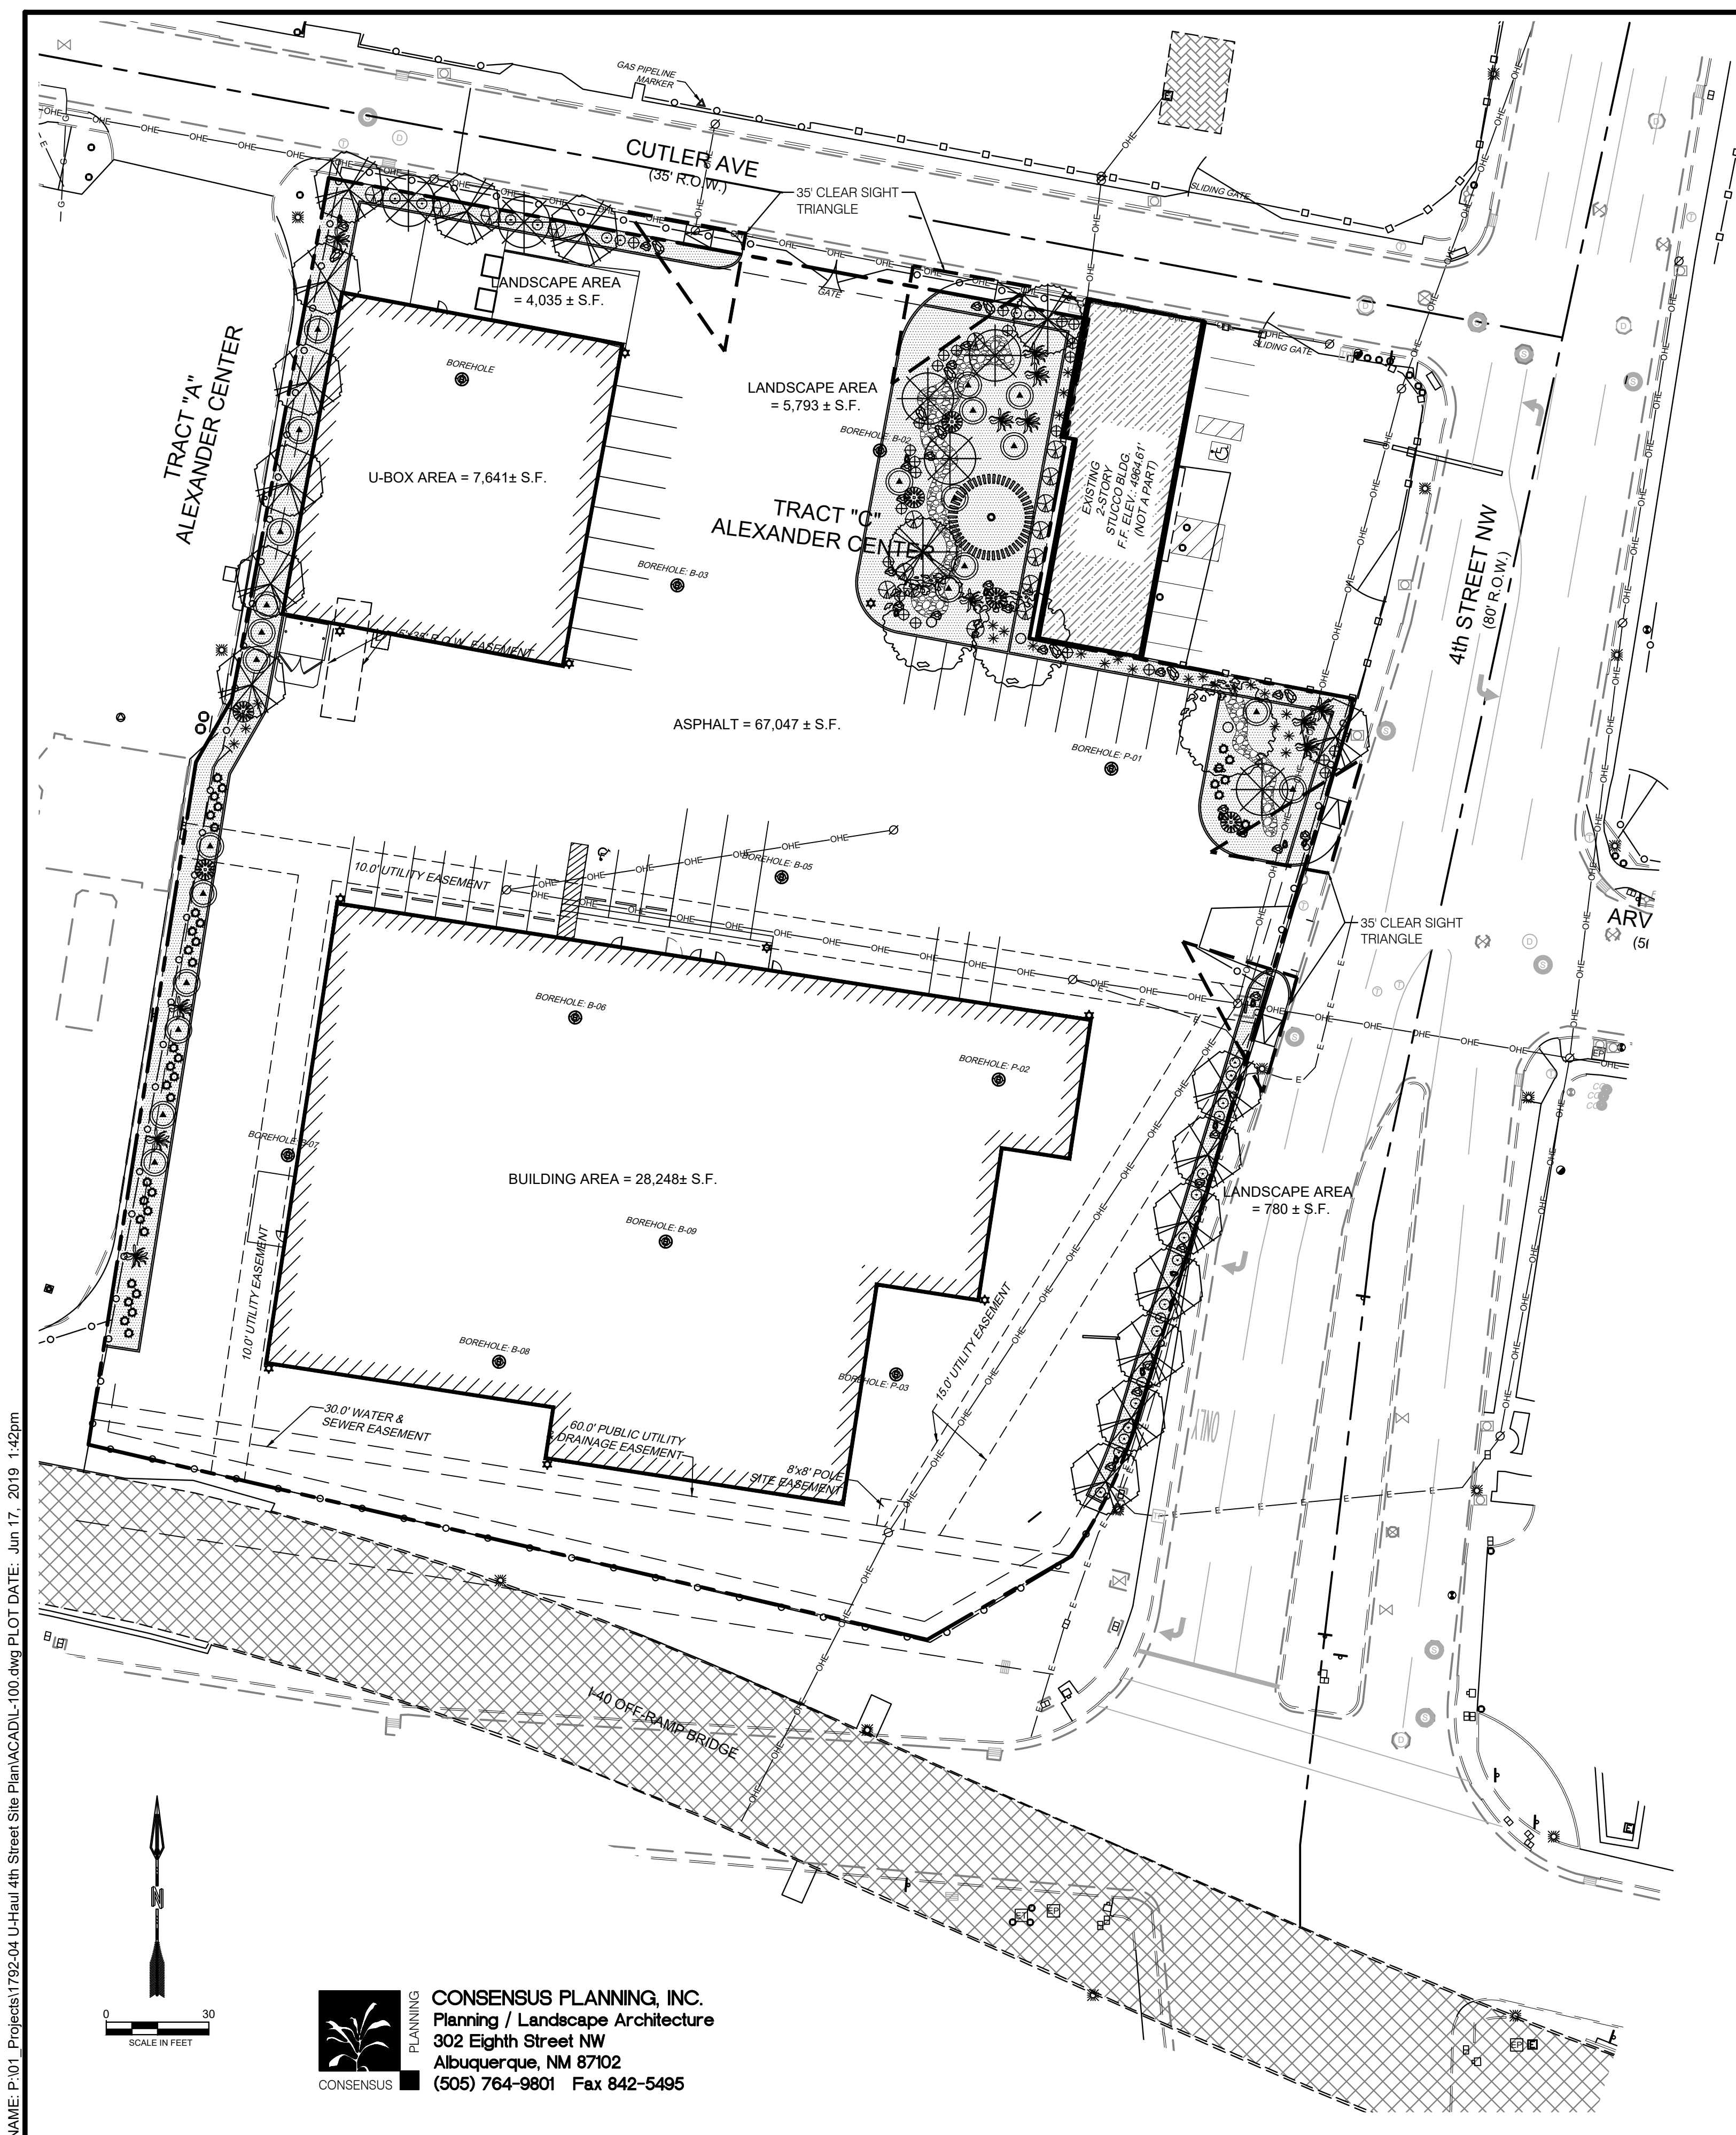 GAS PIPELINE
MARKER
CUTLER AVE
(35' R.O.W.)
35' CLEAR SIGHT
TRIANGLE
SLIDING GATE
GATE
SLIDING GATE
LANDSCAPE AREA
= 4,035 ± S.F.
TRACT "A"
ALEXANDER CENTER
BOREHOLE
LANDSCAPE AREA
= 5,793 ± S.F.
BOREHOLE: B-02
U-BOX AREA = 7,641± S.F.
TRACT "C"
ALEXANDER CENTER
EXISTING
2-STORY
STUCCO BLDG.
F.F. ELEV.: 4964.61'
(NOT A PART)
4th STREET NW
(80' R.O.W.)
BOREHOLE: B-03
R.O.W. EASEMENT
ASPHALT = 67,047 ± S.F.
BOREHOLE: P-01
10.0' UTILITY EASEMENT
BOREHOLE: B-05
35' CLEAR SIGHT
TRIANGLE
ARV
BOREHOLE: B-06
BOREHOLE: P-02
BOREHOLE: B-07
BUILDING AREA = 28,248± S.F.
LANDSCAPE AREA
= 780 ± S.F.
BOREHOLE: B-09
10.0' UTILITY EASEMENT
15.0' UTILITY EASEMENT
BOREHOLE: B-08
BOREHOLE: P-03
ONLY
30.0' WATER &
SEWER EASEMENT
60.0' PUBLIC UTILITY
DRAINAGE EASEMENT
8'x8' POLE
SITE EASEMENT
I-40 OFF-RAMP BRIDGE
N
0 30
SCALE IN FEET
PLANNING
CONSENSUS
CONSENSUS PLANNING, INC.
Planning / Landscape Architecture
302 Eighth Street NW
Albuquerque, NM 87102
(505) 764-9801 Fax 842-5495
NAME: P:\01_Projects\1792-04 U-Haul 4th Street Site Plan\ACAD\L-100.dwg PLOT DATE: Jun 17, 2019 1:42pm